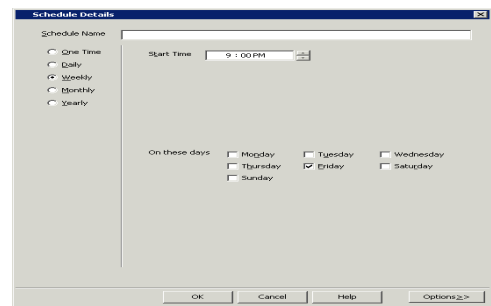 Schedule Details
Schedule Name
One Time
Daily
Weekly
Monthly
Yearly
Start Time 9 : 00 PM
On these days
Monday Tuesday Wednesday
Thursday Friday Saturday
Sunday
OK Cancel Help Options>>